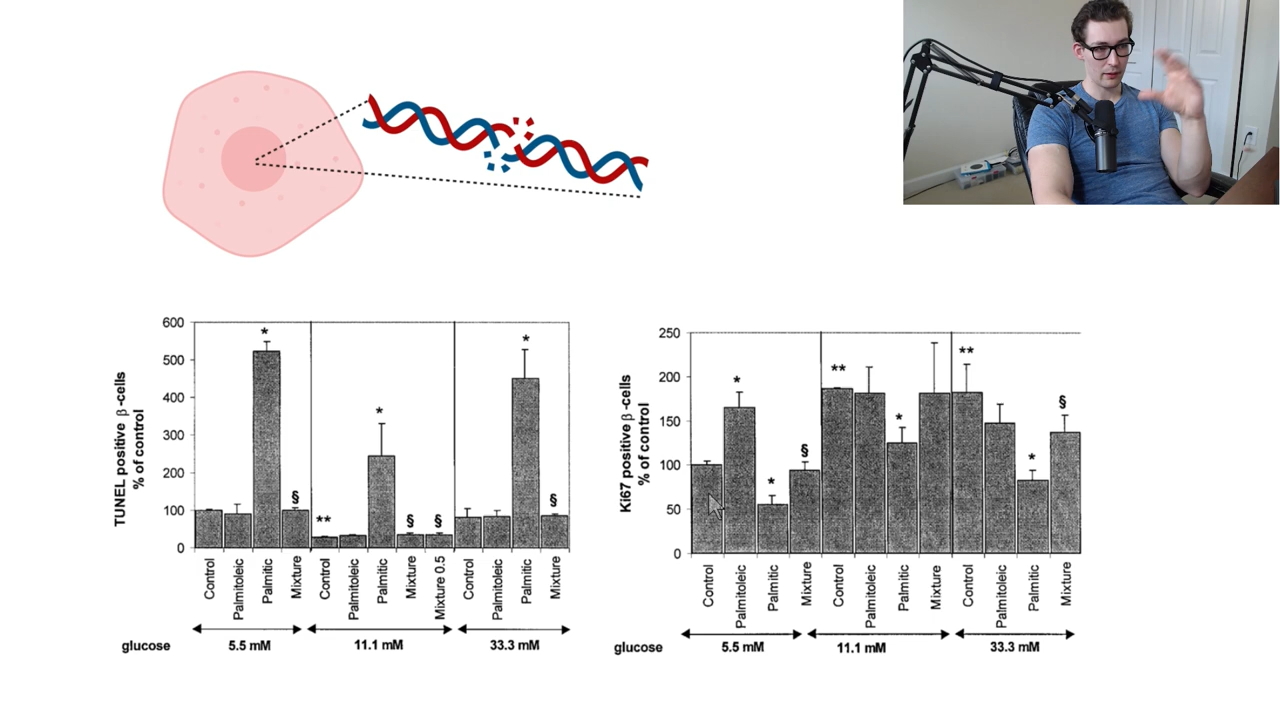 600
500
400
300
200
100
0
TUNEL positive β-cells
% of control
*
§
**
*
§
§
*
§
Control
Palmitoleic
Palmitic
Mixture
Control
Palmitoleic
Palmitic
Mixture
Mixture 0.5
Control
Palmitoleic
Palmitic
Mixture
glucose
5.5 mM
11.1 mM
33.3 mM
250
200
150
100
50
0
Ki67 positive β-cells
% of control
*
*
§
**
*
**
*
§
Control
Palmitoleic
Palmitic
Mixture
Control
Palmitoleic
Palmitic
Mixture
Control
Palmitoleic
Palmitic
Mixture
glucose
5.5 mM
11.1 mM
33.3 mM